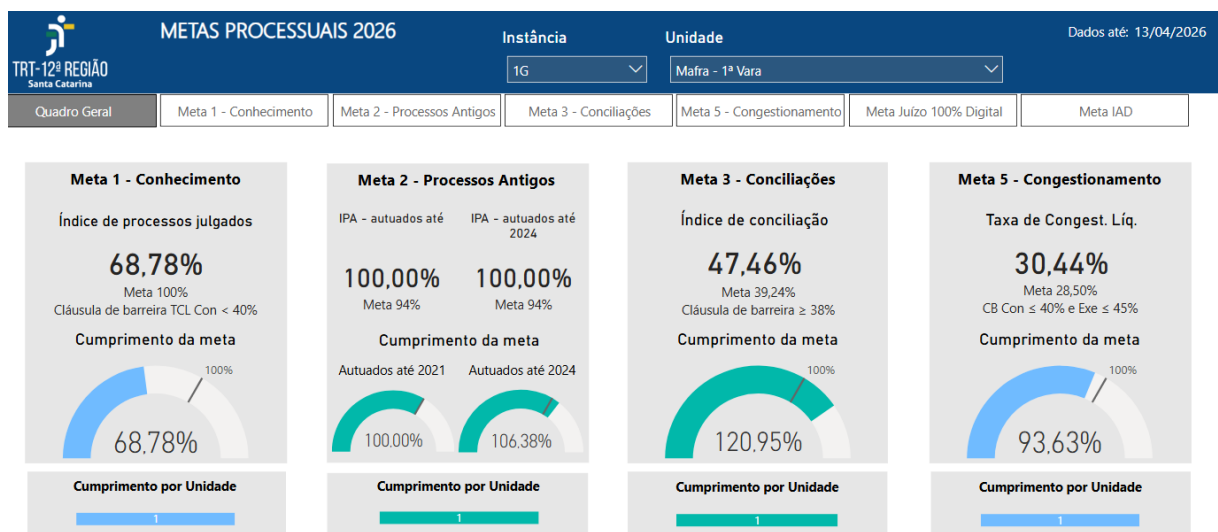 METAS PROCESSUAIS 2026
Instância
Unidade
Dados até: 13/04/2026
TRT-12ª REGIÃO
Santa Catarina
1G
Mafra - 1ª Vara
Quadro Geral
Meta 1 - Conhecimento
Meta 2 - Processos Antigos
Meta 3 - Conciliações
Meta 5 - Congestionamento
Meta Juízo 100% Digital
Meta IAD
Meta 1 - Conhecimento
Índice de processos julgados
68,78%
Meta 100%
Cláusula de barreira TCL Con < 40%
Cumprimento da meta
100%
68,78%
Cumprimento por Unidade
1
Meta 2 - Processos Antigos
IPA - autuados até
IPA - autuados até
2024
100,00%
100,00%
Meta 94%
Meta 94%
Cumprimento da meta
Autuados até 2021
Autuados até 2024
100,00%
106,38%
Cumprimento por Unidade
1
Meta 3 - Conciliações
Índice de conciliação
47,46%
Meta 39,24%
Cláusula de barreira ≥ 38%
Cumprimento da meta
100%
120,95%
Cumprimento por Unidade
1
Meta 5 - Congestionamento
Taxa de Congest. Líq.
30,44%
Meta 28,50%
CB Con ≤ 40% e Exe ≤ 45%
Cumprimento da meta
100%
93,63%
Cumprimento por Unidade
1